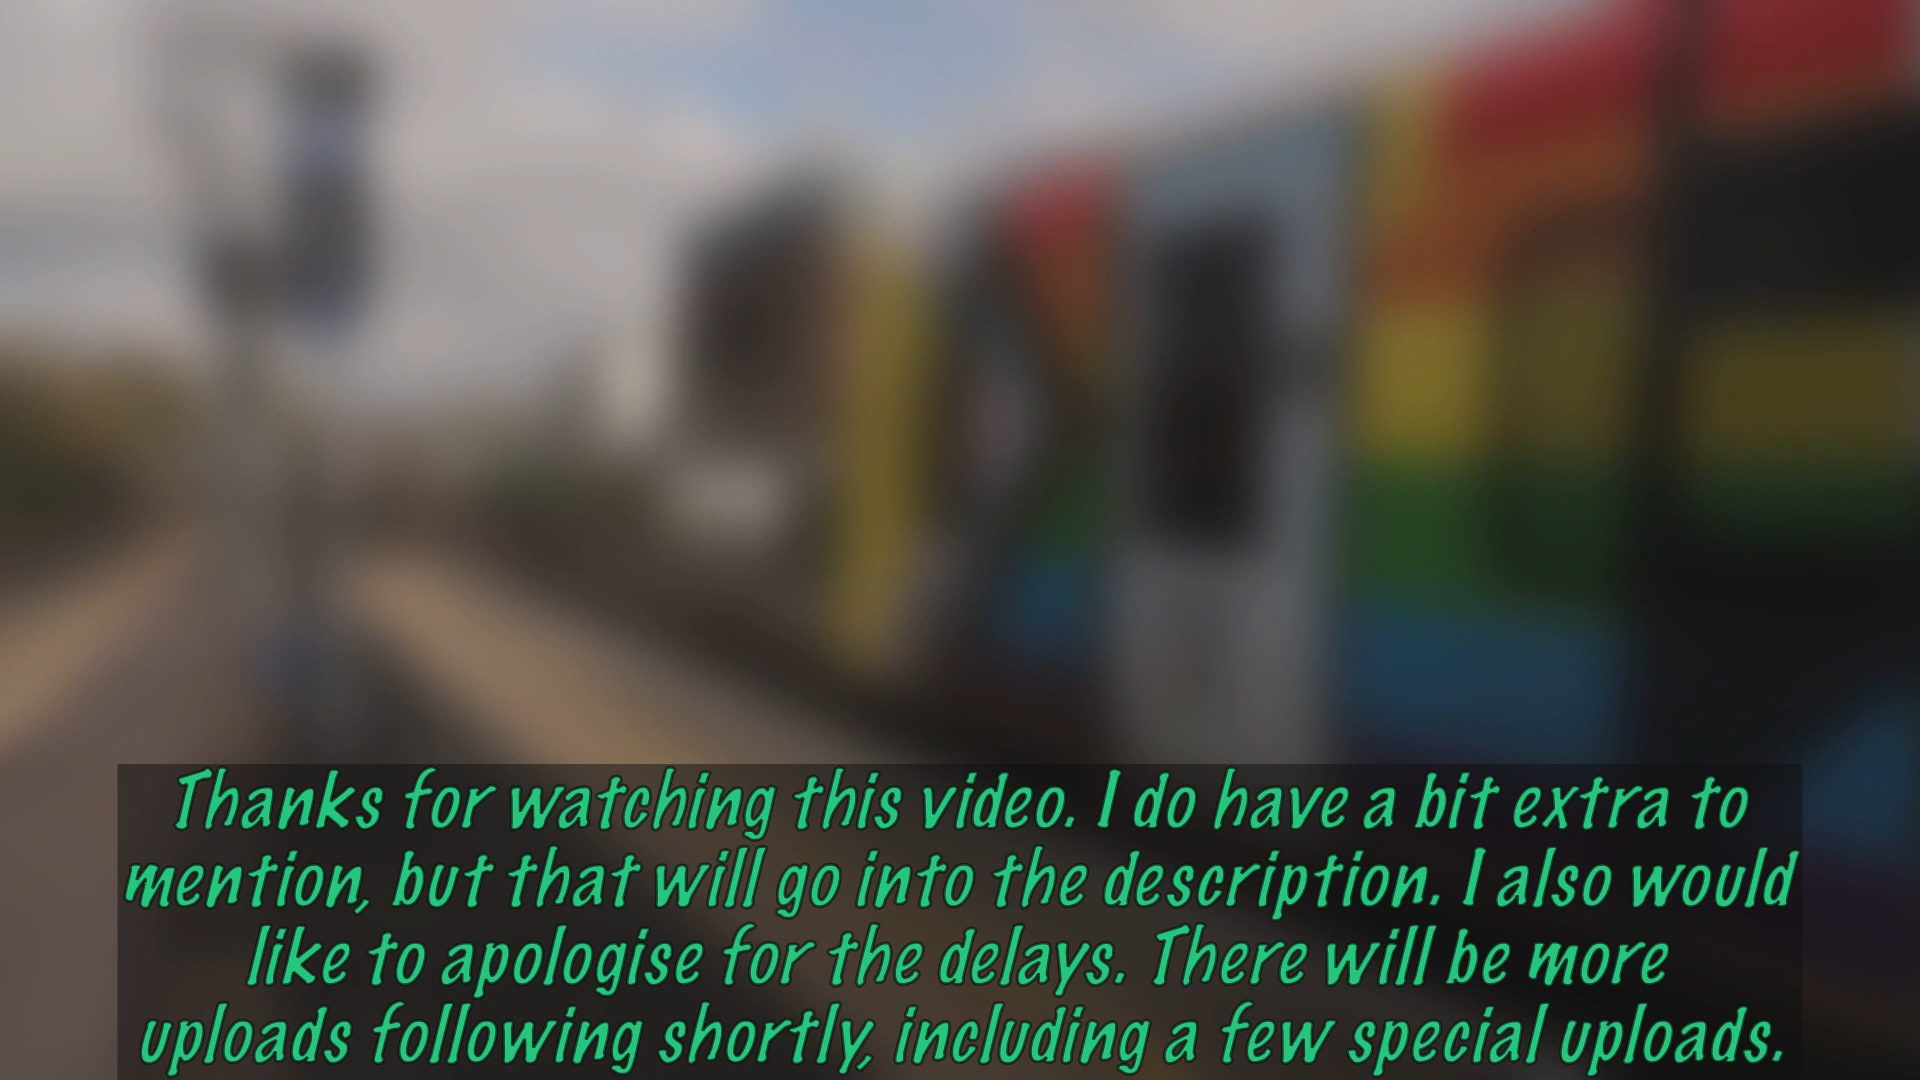 Thanks for watching this video. I do have a bit extra to
mention, but that will go into the description. I also would
like to apologise for the delays. There will be more
uploads following shortly, including a few special uploads.